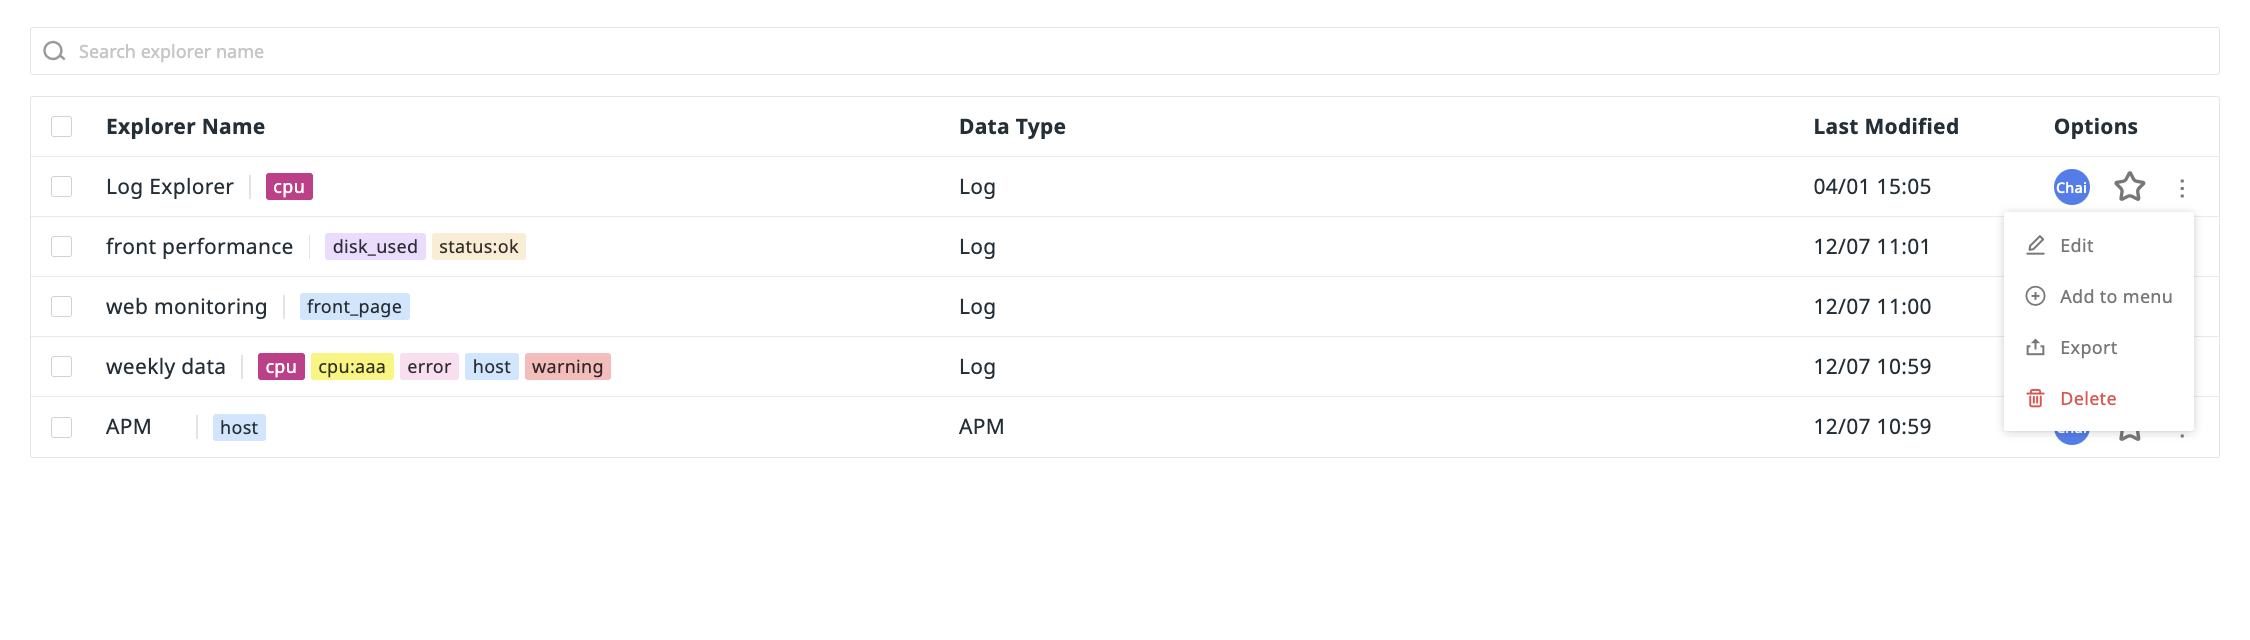 Search explorer name
Explorer Name Data Type Last Modified Options
Log Explorer cpu Log 04/01 15:05 Chai
front performance disk_used status:ok Log 12/07 11:01
Edit
web monitoring front_page Log 12/07 11:00
Add to menu
Export
weekly data cpu cpu:aaa error host warning Log 12/07 10:59
Delete
APM host APM 12/07 10:59